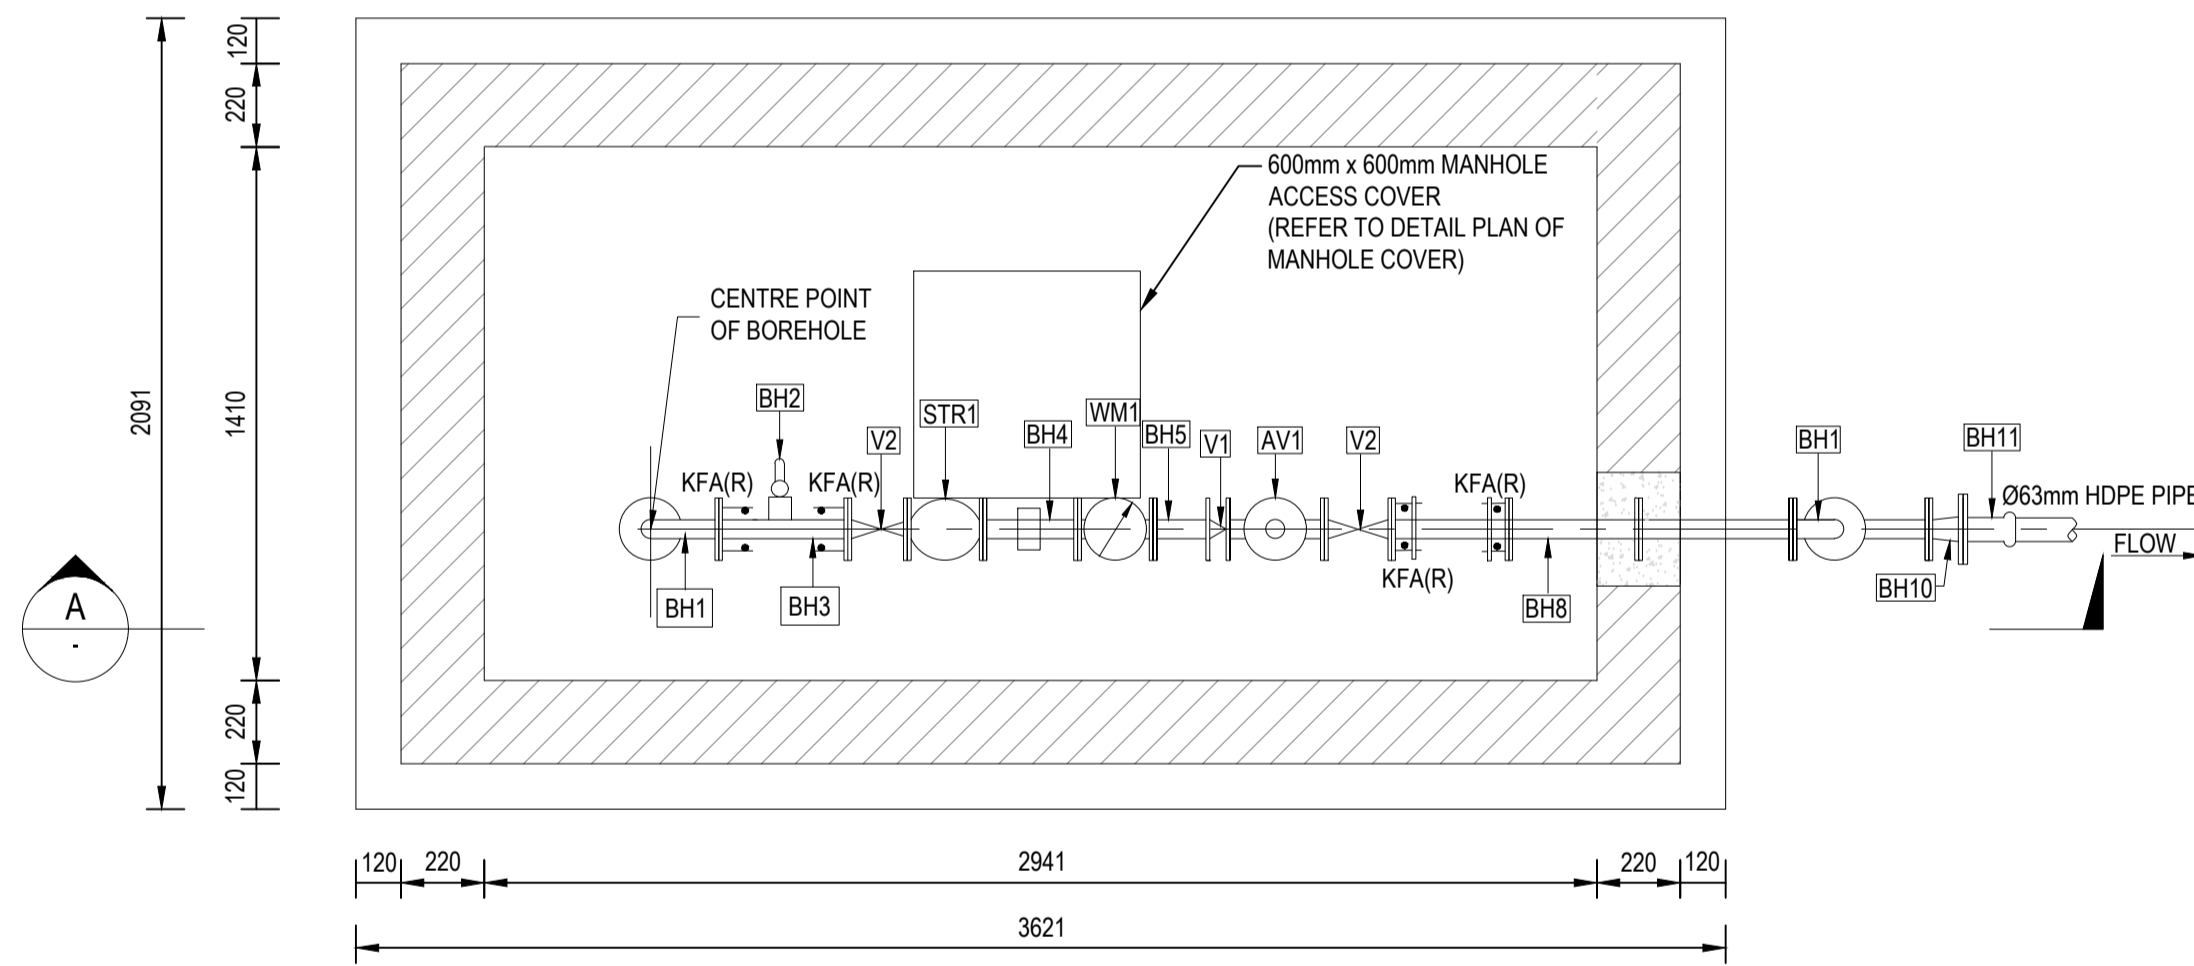 120
220
1410
2091
220
120
600mm x 600mm MANHOLE
ACCESS COVER
(REFER TO DETAIL PLAN OF
MANHOLE COVER)
CENTRE POINT
OF BOREHOLE
BH2
STR1
WM1
V2
BH4
BH5
V1
AV1
V2
BH1
BH11
KFA(R)
KFA(R)
KFA(R)
Ø63mm HDPE PIPE
FLOW
KFA(R)
BH10
BH1
BH3
BH8
A
-
120
220
2941
220
120
3621